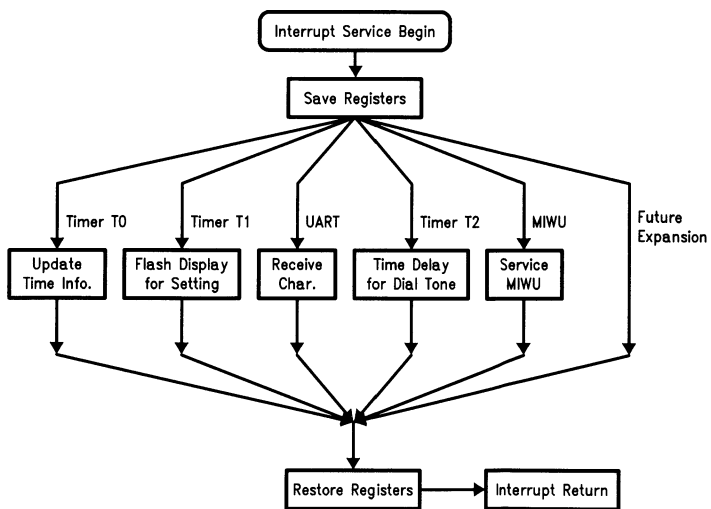 Interrupt Service Begin
Save Registers
Timer T0
Timer T1
UART
Timer T2
MIWU
Future
Expansion
Update
Time Info.
Flash Display
for Setting
Receive
Char.
Time Delay
for Dial Tone
Service
MIWU
Restore Registers
Interrupt Return